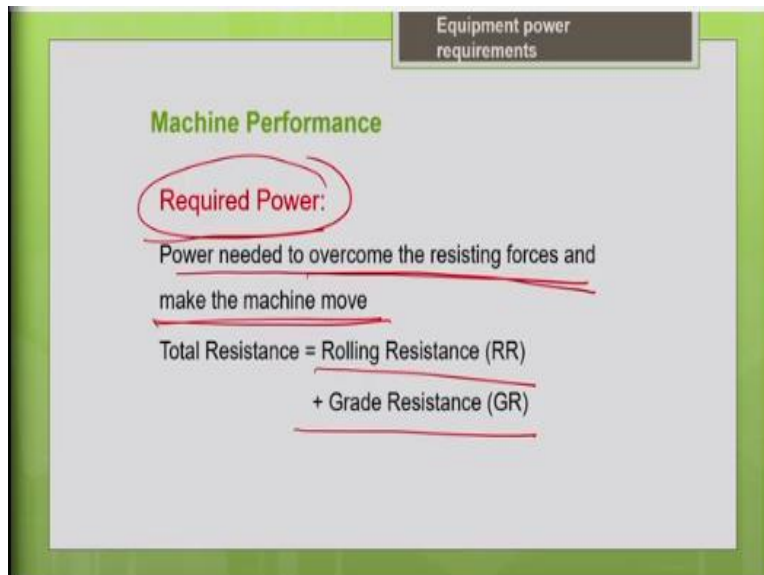 Equipment power
requirements
Machine Performance
Required Power:
Power needed to overcome the resisting forces and
make the machine move
Total Resistance = Rolling Resistance (RR)
+ Grade Resistance (GR)